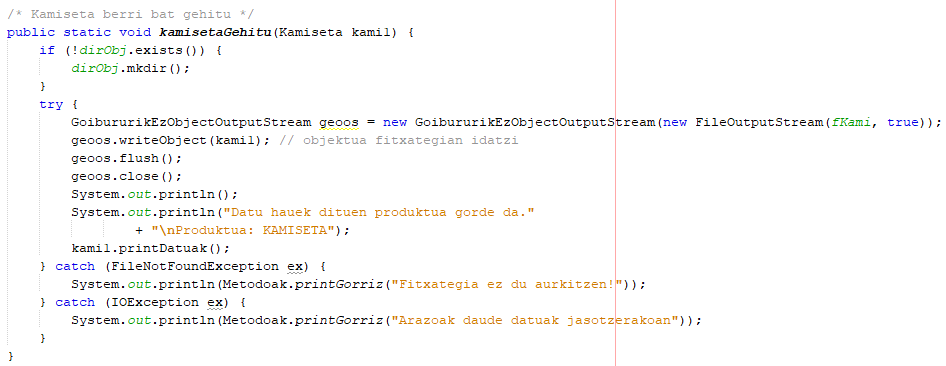 /* Kamiseta berri bat gehitu */
public static void kamisetaGehitu(Kamiseta kami1) {
if (!dirObj.exists()) {
dirObj.mkdir();
}
try {
GoibururikEzObjectOutputStream geoos = new GoibururikEzObjectOutputStream(new FileOutputStream(fKami, true));
geoos.writeObject(kami1); // objektua fitxategian idatzi
geoos.flush();
geoos.close();
System.out.println();
System.out.println("Datu hauek dituen produktua gorde da."
+ "\nProduktua: KAMISETA");
kami1.printDatuak();
} catch (FileNotFoundException ex) {
System.out.println(Metodoak.printGorriz("Fitxategia ez du aurkitzen!"));
} catch (IOException ex) {
System.out.println(Metodoak.printGorriz("Arazoak daude datuak jasotzerakoan"));
}
}